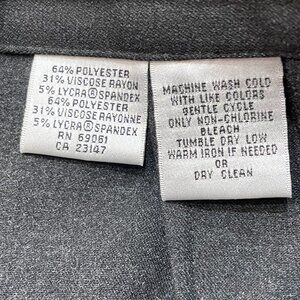 64% POLYESTER
31% VISCOSE RAYON
5% LYCRA® SPANDEX
64% POLYESTER
31% VISCOSE RAYONNE
5% LYCRA® SPANDEX
RN 69061
CA 23147
MACHINE WASH COLD
WITH LIKE COLORS
GENTLE CYCLE
ONLY NON-CHLORINE
BLEACH
TUMBLE DRY LOW
WARM IRON IF NEEDED
OR
DRY CLEAN